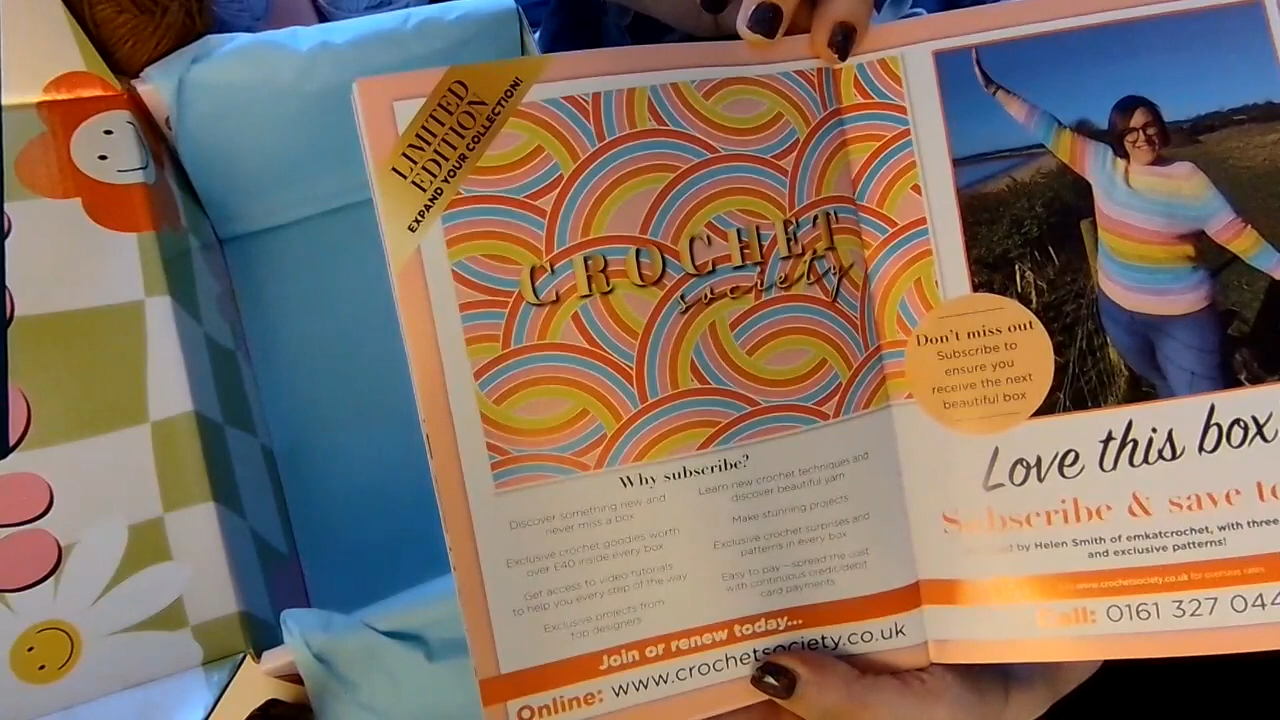 LIMITED
EDITION
EXPAND YOUR COLLECTION!
CROCHET
society
Why subscribe?
Discover something new and
never miss a box
Exclusive crochet goodies worth
over £40 inside every box
Get access to video tutorials
to help you every step of the way
Exclusive projects from
top designers
Learn new crochet techniques and
discover beautiful yarn
Make stunning projects
Exclusive crochet surprises and
patterns in every box
Easy to pay – spread the cost
with continuous credit/debit
card payments
Join or renew today...
Online: www.crochetsociety.co.uk
Don't miss out
Subscribe to
ensure you
receive the next
beautiful box
Love this box
Subscribe & save
by Helen Smith of emkatcrochet, with three
and exclusive patterns!
www.crochetsociety.co.uk for overseas rates
Call: 0161 327 044